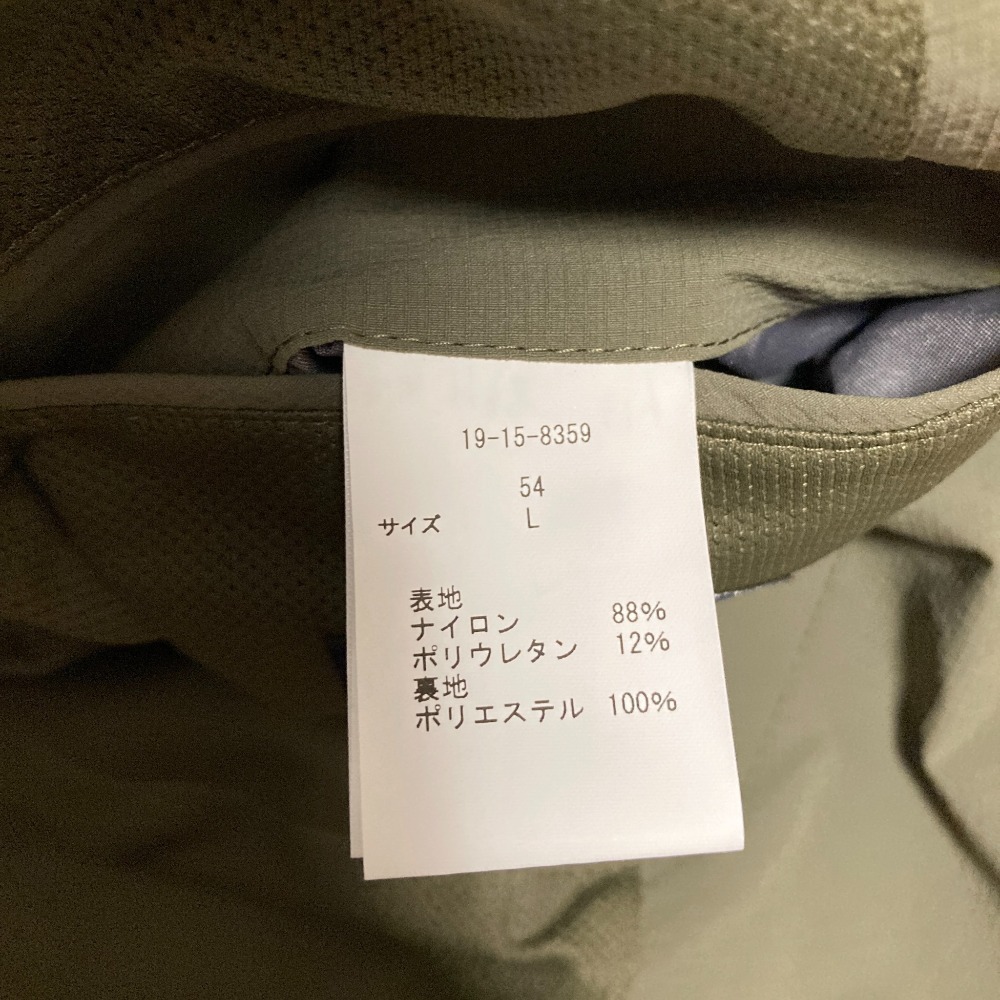 19-15-8359
54
サイズ L
表地
ナイロン 88%
ポリウレタン 12%
裏地
ポリエステル 100%